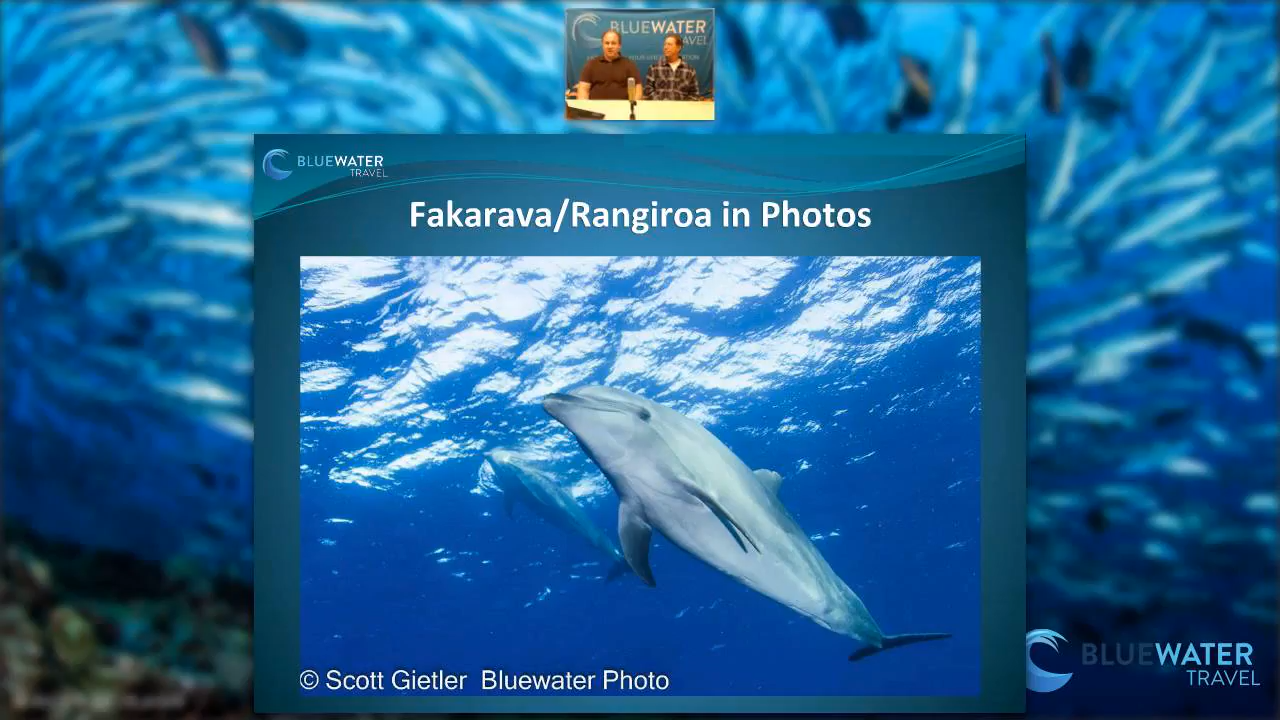 BLUEWATER
TRAVEL
BLUEWATER
TRAVEL
Fakarava/Rangiroa in Photos
© Scott Gietler Bluewater Photo
BLUEWATER
TRAVEL